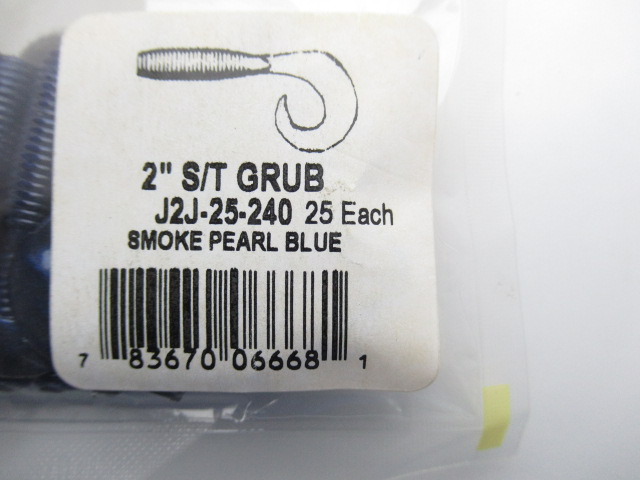 2" S/T GRUB
J2J-25-240 25 Each
SMOKE PEARL BLUE
7 83670 06668 1